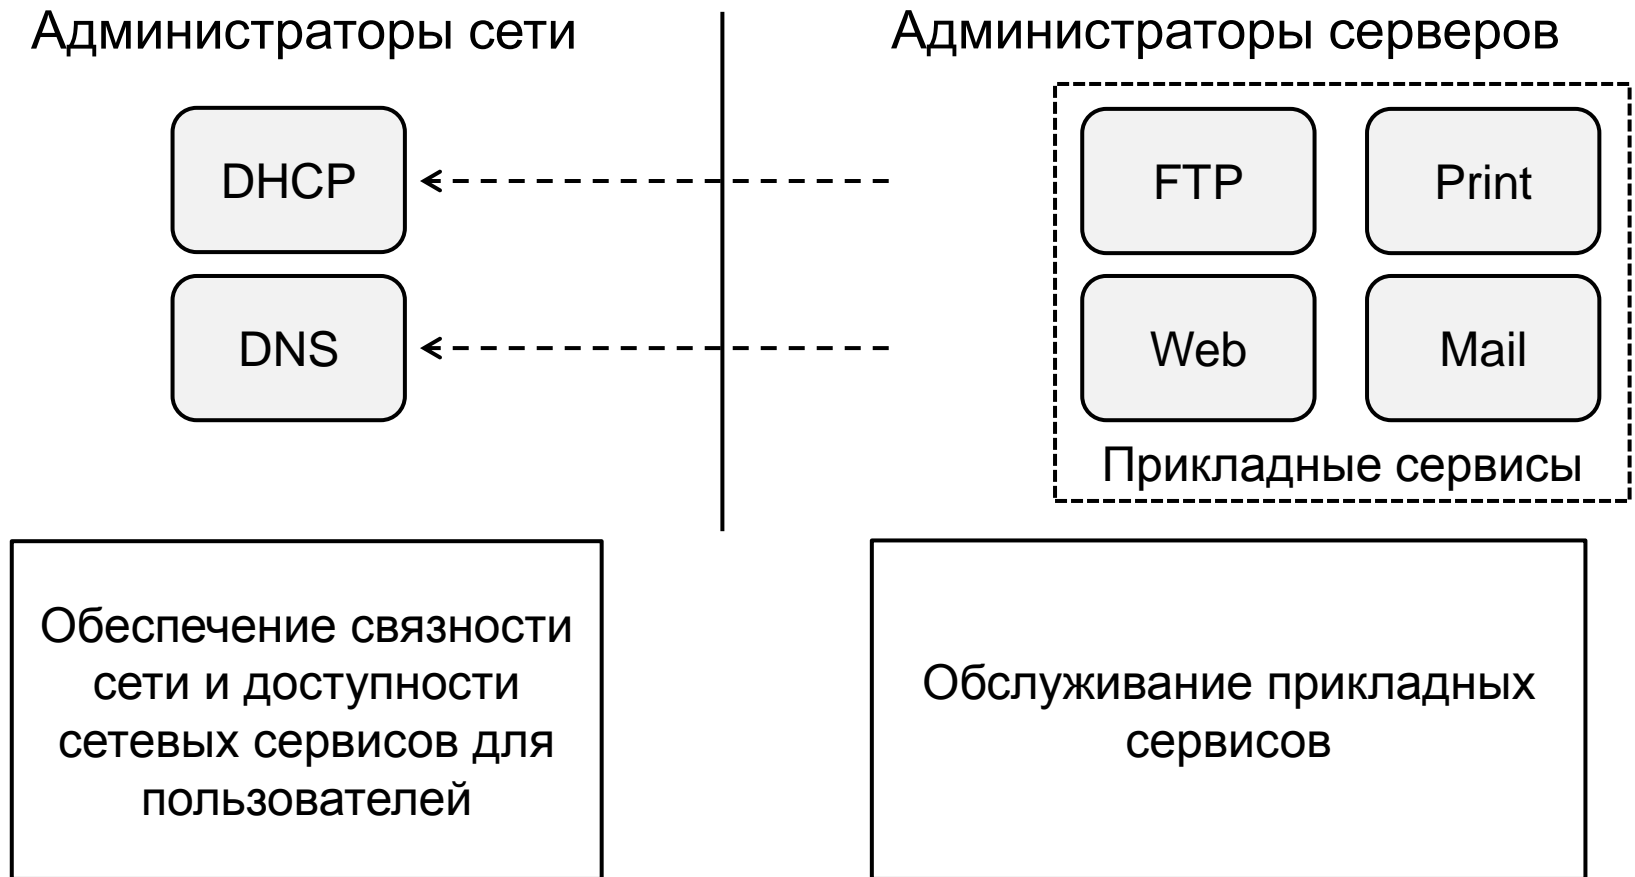 Администраторы сети
Администраторы серверов
DHCP
FTP
Print
DNS
Web
Mail
Прикладные сервисы
Обеспечение связности
сети и доступности
сетевых сервисов для
пользователей
Обслуживание прикладных
сервисов